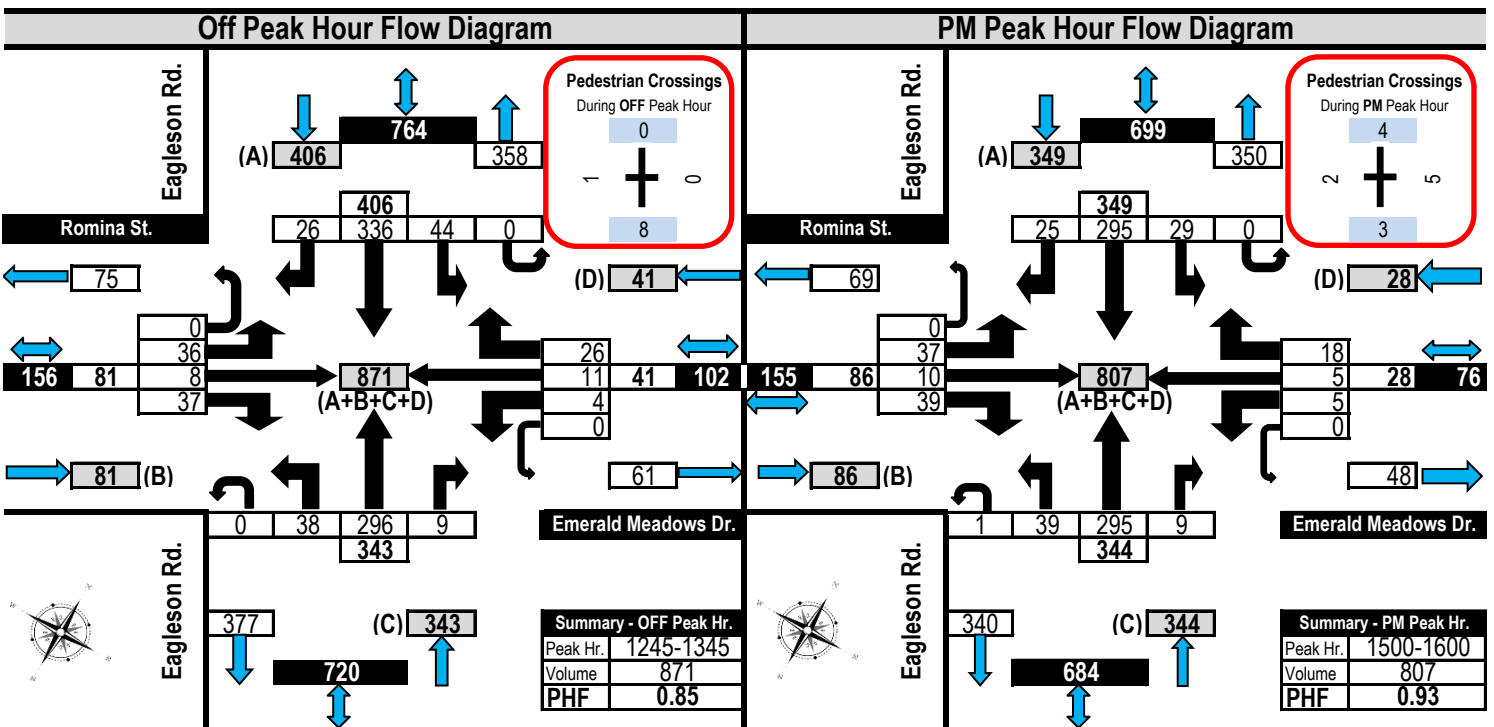 Off Peak Hour Flow Diagram
Eagleson Rd.
764
(A) 406
358
Pedestrian Crossings
During OFF Peak Hour
0
1
0
8
406
26 336 44 0
Romina St.
75
(D) 41
0
36
156 81 8
37
871
(A+B+C+D)
26
11 41 102
4
0
81 (B)
61
0 38 296 9
343
Emerald Meadows Dr.
Eagleson Rd.
377
(C) 343
720
Summary - OFF Peak Hr.
Peak Hr. 1245-1345
Volume 871
PHF 0.85
PM Peak Hour Flow Diagram
Eagleson Rd.
699
(A) 349
350
Pedestrian Crossings
During PM Peak Hour
4
2
5
3
349
25 295 29 0
Romina St.
69
(D) 28
0
37
155 86 10
39
807
(A+B+C+D)
18
5 28 76
5
0
86 (B)
48
1 39 295 9
344
Emerald Meadows Dr.
Eagleson Rd.
340
(C) 344
684
Summary - PM Peak Hr.
Peak Hr. 1500-1600
Volume 807
PHF 0.93